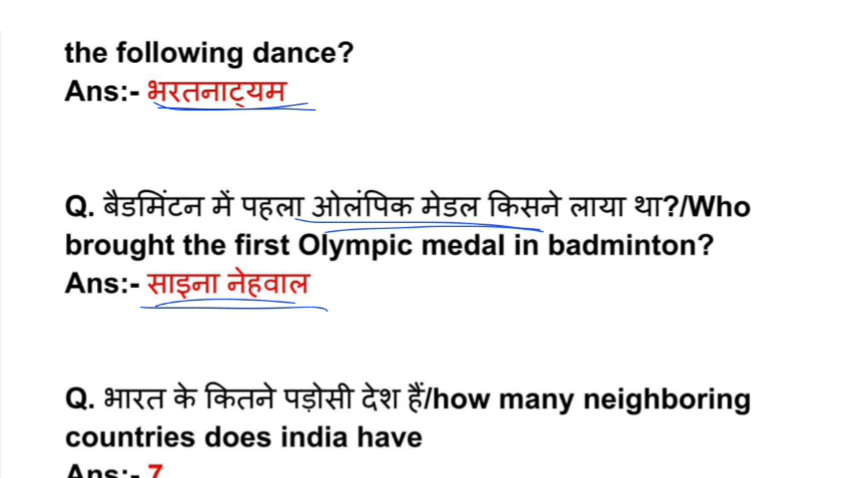 the following dance?
Ans:- भरतनाट्यम
Q. बैडमिंटन में पहला ओलंपिक मेडल किसने लाया था?/Who
brought the first Olympic medal in badminton?
Ans:- साइना नेहवाल
Q. भारत के कितने पड़ोसी देश हैं/how many neighboring
countries does india have
Ans:- 7